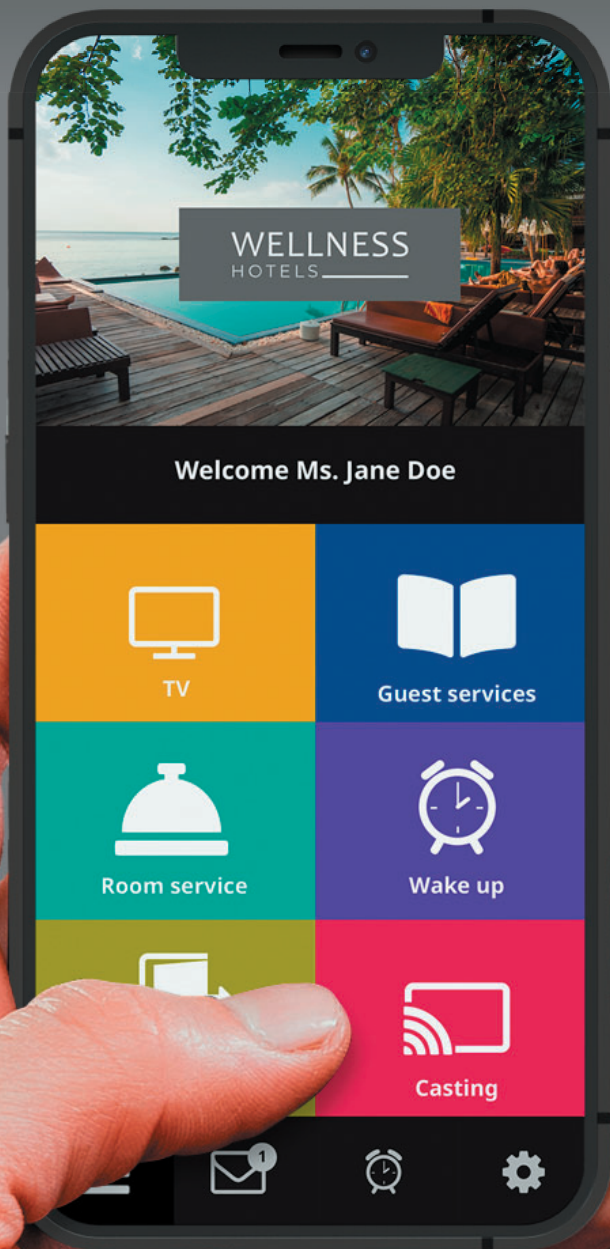 WELLNESS
HOTELS
Welcome Ms. Jane Doe
TV
Guest services
Room service
Wake up
Casting
1